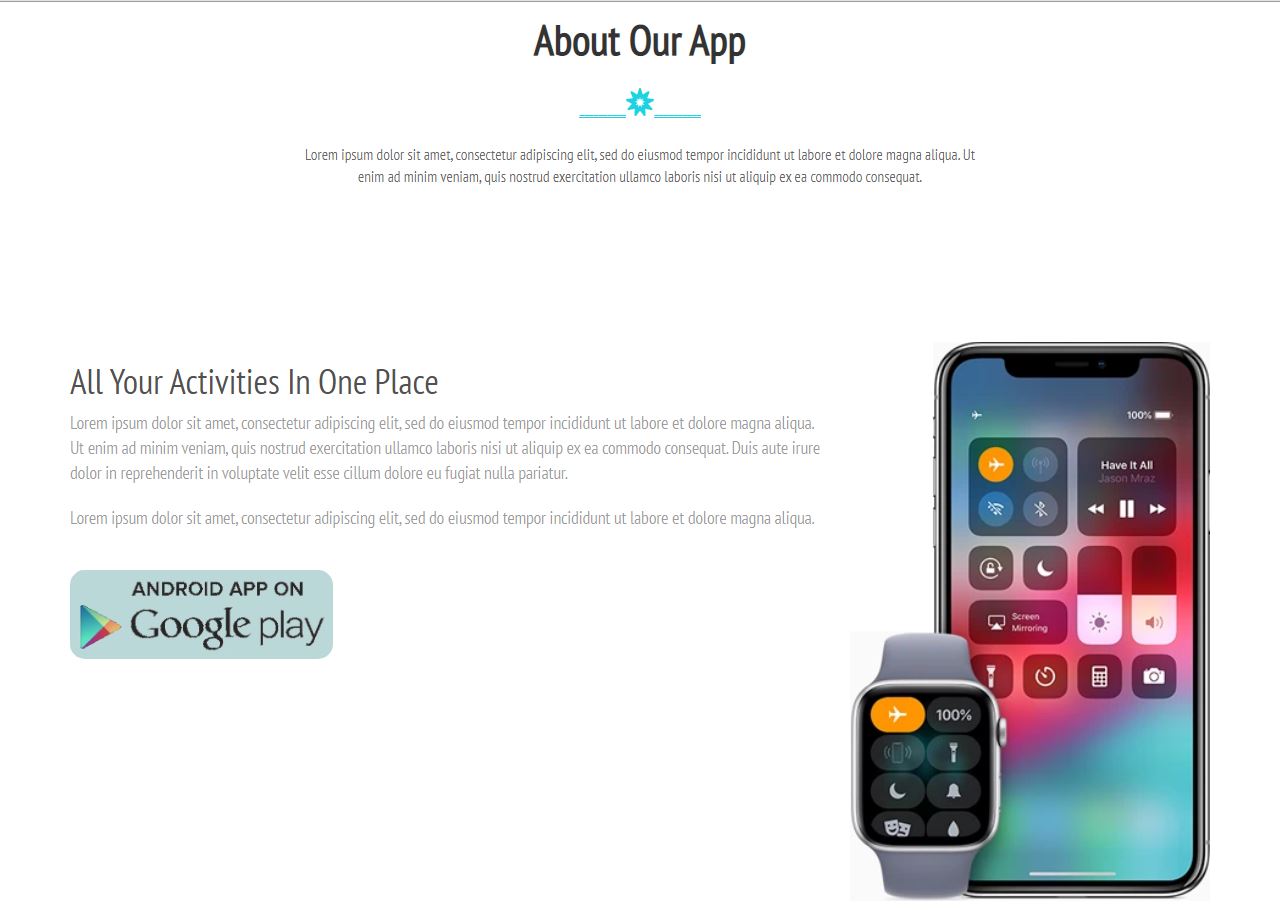 About Our App
Lorem ipsum dolor sit amet, consectetur adipiscing elit, sed do eiusmod tempor incididunt ut labore et dolore magna aliqua. Ut
enim ad minim veniam, quis nostrud exercitation ullamco laboris nisi ut aliquip ex ea commodo consequat.
All Your Activities In One Place
Lorem ipsum dolor sit amet, consectetur adipiscing elit, sed do eiusmod tempor incididunt ut labore et dolore magna aliqua.
Ut enim ad minim veniam, quis nostrud exercitation ullamco laboris nisi ut aliquip ex ea commodo consequat. Duis aute irure
dolor in reprehenderit in voluptate velit esse cillum dolore eu fugiat nulla pariatur.
Lorem ipsum dolor sit amet, consectetur adipiscing elit, sed do eiusmod tempor incididunt ut labore et dolore magna aliqua.
ANDROID APP ON
Google play
100%
Have It All
Jason Mraz
Screen
Mirroring
100%